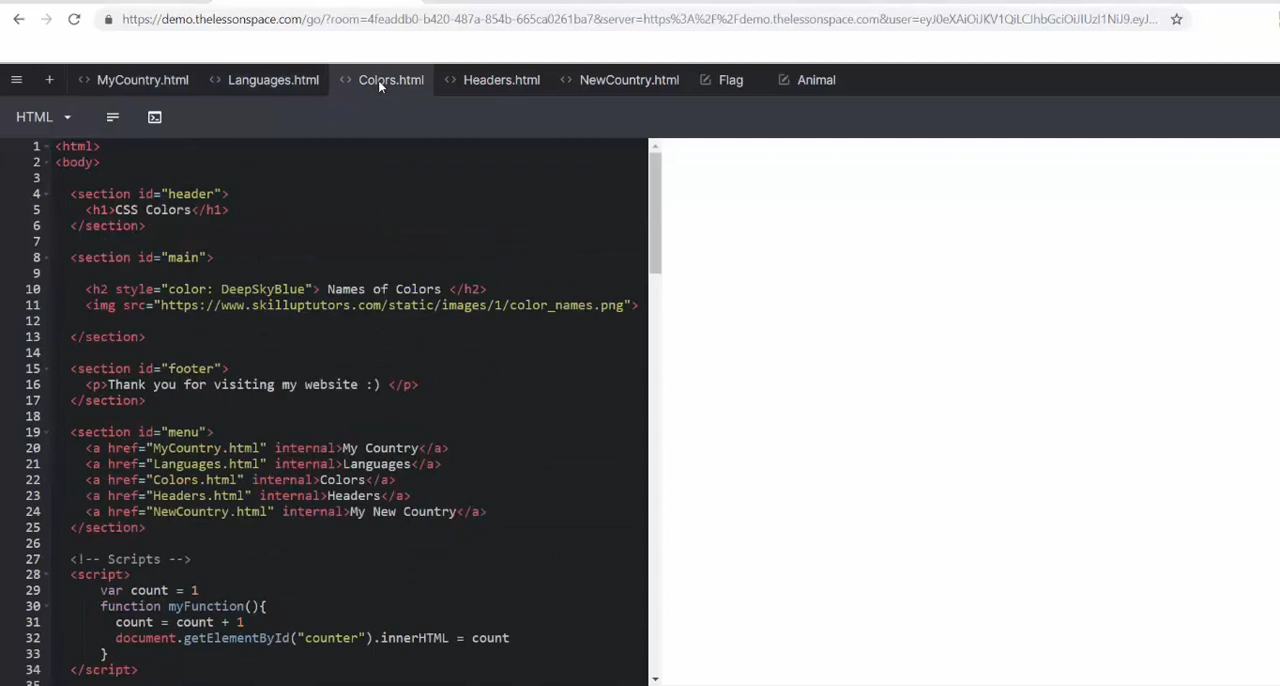 https://demo.thelessonspace.com/go/?room=4feaddb0-b420-487a-854b-665ca0261ba7&server=https%3A%2F%2Fdemo.thelessonspace.com&user=eyJ0eXAiOiJKV1QiLCJhbGciOiJIUzI1NiJ9.eyJ...
MyCountry.html Languages.html Colors.html Headers.html NewCountry.html Flag Animal
HTML
1 <html>
2 <body>
3
4 <section id="header">
5 <h1>CSS Colors</h1>
6 </section>
7
8 <section id="main">
9
10 <h2 style="color: DeepSkyBlue"> Names of Colors </h2>
11 <img src="https://www.skilluptutors.com/static/images/1/color_names.png">
12
13 </section>
14
15 <section id="footer">
16 <p>Thank you for visiting my website :) </p>
17 </section>
18
19 <section id="menu">
20 <a href="MyCountry.html" internal>My Country</a>
21 <a href="Languages.html" internal>Languages</a>
22 <a href="Colors.html" internal>Colors</a>
23 <a href="Headers.html" internal>Headers</a>
24 <a href="NewCountry.html" internal>My New Country</a>
25 </section>
26
27 <!-- Scripts -->
28 <script>
29 var count = 1
30 function myFunction(){
31 count = count + 1
32 document.getElementById("counter").innerHTML = count
33 }
34 </script>
35